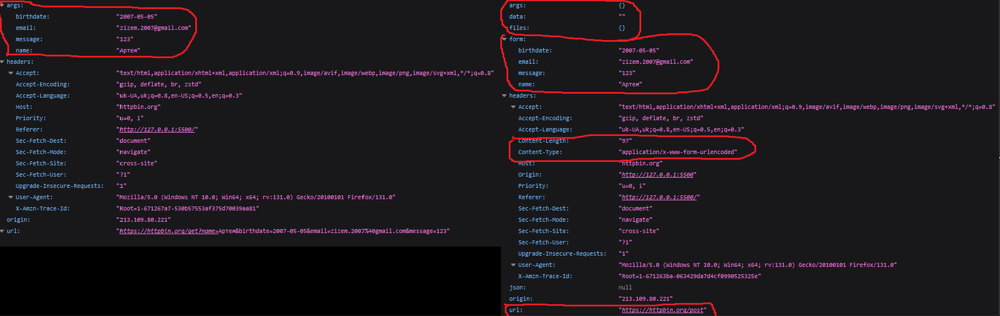 args:
birthdate: "2007-05-05"
email: "zizem.2007@gmail.com"
message: "123"
name: "Артем"
headers:
Accept: "text/html,application/xhtml+xml,application/xml;q=0.9,image/avif,image/webp,image/png,image/svg+xml,*/*;q=0.8"
Accept-Encoding: "gzip, deflate, br, zstd"
Accept-Language: "uk-UA,uk;q=0.8,en-US;q=0.5,en;q=0.3"
Host: "httpbin.org"
Priority: "u=0, i"
Referer: "http://127.0.0.1:5500/"
Sec-Fetch-Dest: "document"
Sec-Fetch-Mode: "navigate"
Sec-Fetch-Site: "cross-site"
Sec-Fetch-User: "?1"
Upgrade-Insecure-Requests: "1"
User-Agent: "Mozilla/5.0 (Windows NT 10.0; Win64; x64; rv:131.0) Gecko/20100101 Firefox/131.0"
X-Amzn-Trace-Id: "Root=1-671267a7-530b57553af375d70039aa81"
origin: "213.109.80.221"
url: "https://httpbin.org/get?name=Артем&birthdate=2007-05-05&email=zizem.2007%40gmail.com&message=123"
args: {}
data: ""
files: {}
form:
birthdate: "2007-05-05"
email: "zizem.2007@gmail.com"
message: "123"
name: "Артем"
headers:
Accept: "text/html,application/xhtml+xml,application/xml;q=0.9,image/avif,image/webp,image/png,image/svg+xml,*/*;q=0.8"
Accept-Encoding: "gzip, deflate, br, zstd"
Accept-Language: "uk-UA,uk;q=0.8,en-US;q=0.5,en;q=0.3"
Content-Length: "97"
Content-Type: "application/x-www-form-urlencoded"
Host: "httpbin.org"
Origin: "http://127.0.0.1:5500"
Priority: "u=0, i"
Referer: "http://127.0.0.1:5500/"
Sec-Fetch-Dest: "document"
Sec-Fetch-Mode: "navigate"
Sec-Fetch-Site: "cross-site"
Sec-Fetch-User: "?1"
Upgrade-Insecure-Requests: "1"
User-Agent: "Mozilla/5.0 (Windows NT 10.0; Win64; x64; rv:131.0) Gecko/20100101 Firefox/131.0"
X-Amzn-Trace-Id: "Root=1-671263ba-063429da7d4cf0990525325e"
json: null
origin: "213.109.80.221"
url: "https://httpbin.org/post"